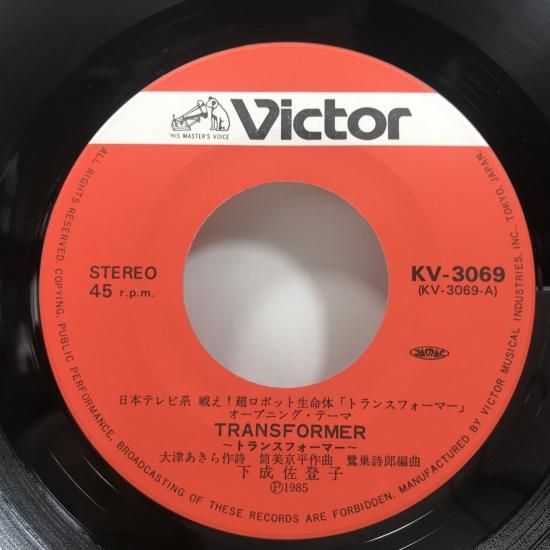 Victor
"HIS MASTER'S VOICE"
STEREO
45 r.p.m.
KV-3069
(KV-3069-A)
JASRAC
日本テレビ系 戦え!超ロボット生命体「トランスフォーマー」
オープニング・テーマ
TRANSFORMER
〜トランスフォーマー〜
大津あきら作詩 筒美京平作曲 鷺巣詩郎編曲
下成佐登子
Ⓟ1985
ALL RIGHTS RESERVED. COPYING, PUBLIC PERFORMANCE, BROADCASTING OF THESE RECORDS ARE FORBIDDEN. MANUFACTURED BY VICTOR MUSICAL INDUSTRIES, INC., TOKYO, JAPAN.